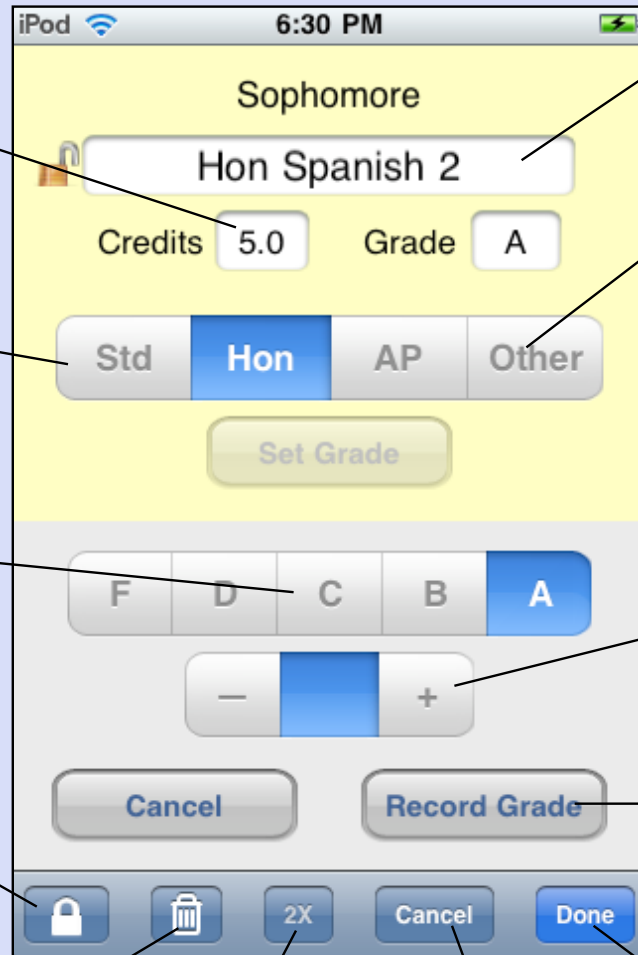 iPod 6:30 PM
Sophomore
Hon Spanish 2
Credits 5.0 Grade A
Std Hon AP Other
Set Grade
F D C B A
— +
Cancel Record Grade
2X Cancel Done